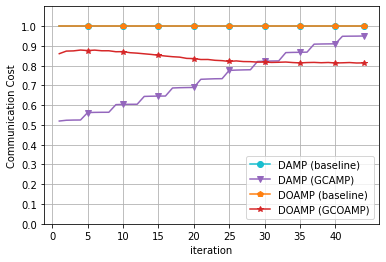 Communication Cost
1.0
0.9
0.8
0.7
0.6
0.5
0.4
0.3
0.2
0.1
0.0
0 5 10 15 20 25 30 35 40
iteration
DAMP (baseline)
DAMP (GCAMP)
DOAMP (baseline)
DOAMP (GCOAMP)